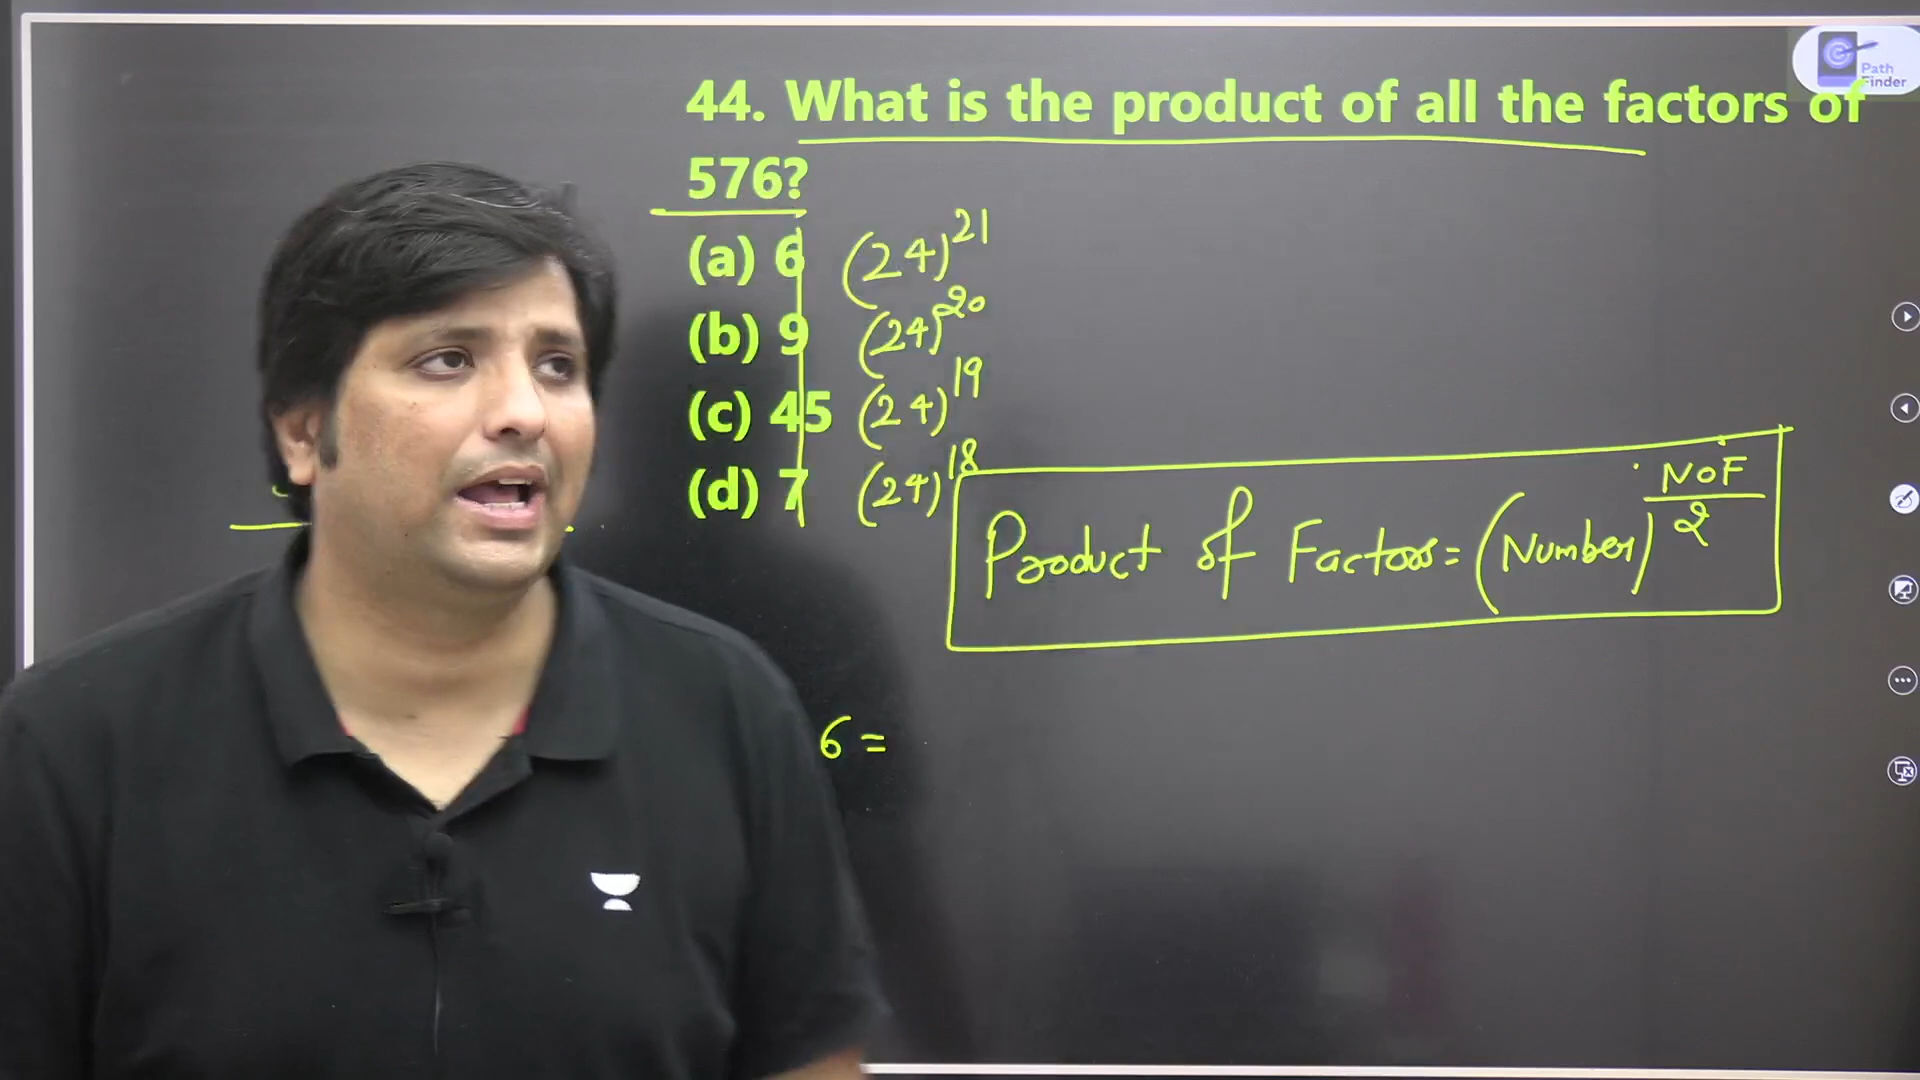 Path
Finder
44. What is the product of all the factors of
576?
(a) 6 (24)^21
(b) 9 (24)^20
(c) 45 (24)^19
(d) 7 (24)^18
Product of Factors = (Number)^NOF/2
6 =